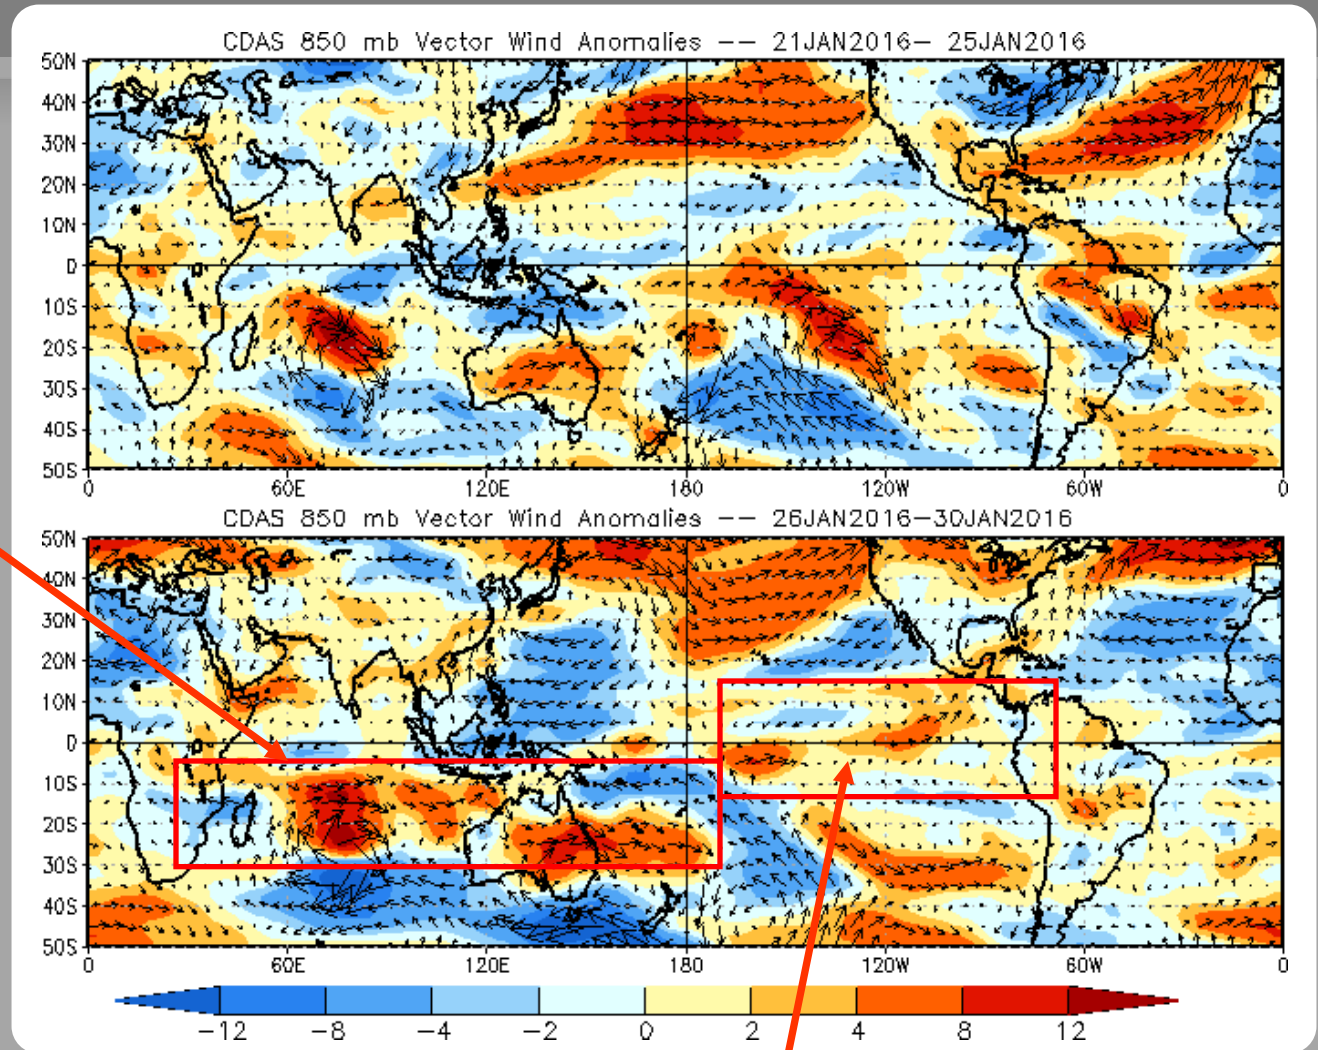 CDAS 850 mb Vector Wind Anomalies -- 21JAN2016- 25JAN2016
50N
40N
30N
20N
10N
0
10S
20S
30S
40S
50S
0 60E 120E 180 120W 60W 0
CDAS 850 mb Vector Wind Anomalies -- 26JAN2016-30JAN2016
50N
40N
30N
20N
10N
0
10S
20S
30S
40S
50S
0 60E 120E 180 120W 60W 0
-12 -8 -4 -2 0 2 4 8 12